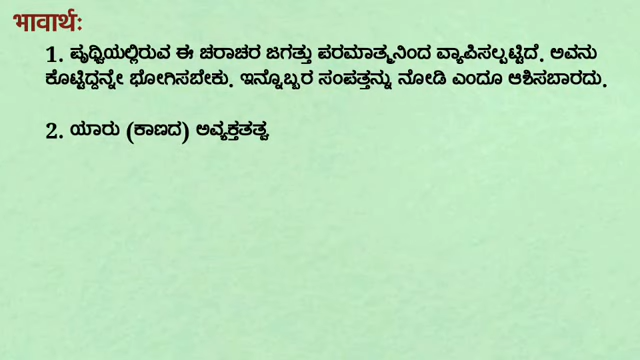 भावार्थः
1. ಪೃಥ್ವಿಯಲ್ಲಿರುವ ಈ ಚರಾಚರ ಜಗತ್ತು ಪರಮಾತ್ಮನಿಂದ ವ್ಯಾಪಿಸಲ್ಪಟ್ಟಿದೆ. ಅವನು
ಕೊಟ್ಟಿದ್ದನ್ನೇ ಭೋಗಿಸಬೇಕು. ಇನ್ನೊಬ್ಬರ ಸಂಪತ್ತನ್ನು ನೋಡಿ ಎಂದೂ ಆಶಿಸಬಾರದು.
2. ಯಾರು (ಕಾಣದ) ಅವ್ಯಕ್ತತತ್ವ